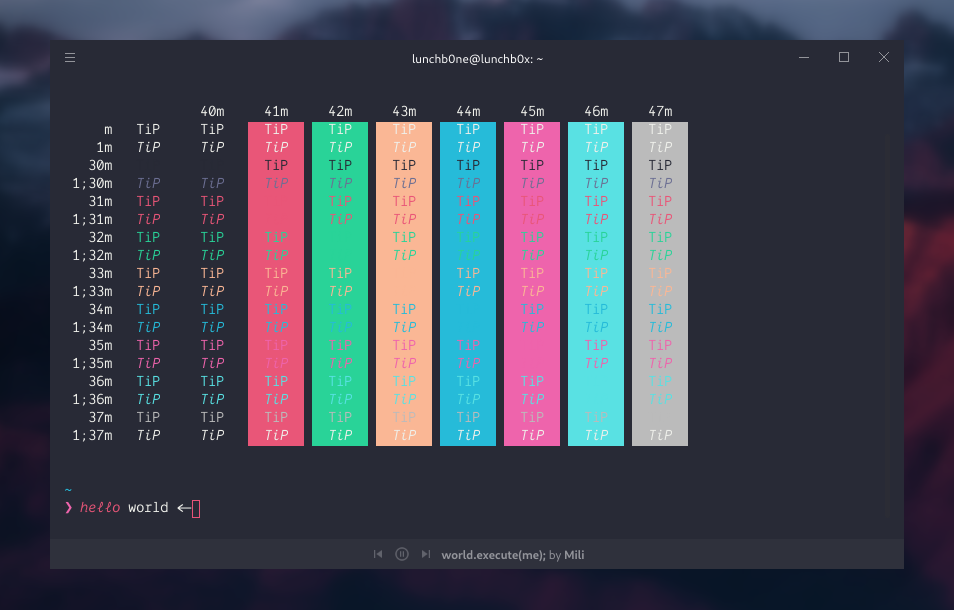 lunchb0ne@lunchb0x: ~
40m 41m 42m 43m 44m 45m 46m 47m
m TiP TiP TiP TiP TiP TiP TiP TiP TiP
1m TiP TiP TiP TiP TiP TiP TiP TiP TiP
30m TiP TiP TiP TiP TiP TiP TiP
1;30m TiP TiP TiP TiP TiP TiP TiP TiP TiP
31m TiP TiP TiP TiP TiP TiP TiP TiP
1;31m TiP TiP TiP TiP TiP TiP TiP TiP
32m TiP TiP TiP TiP TiP TiP TiP TiP
1;32m TiP TiP TiP TiP TiP TiP TiP TiP
33m TiP TiP TiP TiP TiP TiP TiP TiP
1;33m TiP TiP TiP TiP TiP TiP TiP TiP
34m TiP TiP TiP TiP TiP TiP TiP TiP
1;34m TiP TiP TiP TiP TiP TiP TiP TiP
35m TiP TiP TiP TiP TiP TiP TiP TiP
1;35m TiP TiP TiP TiP TiP TiP TiP TiP
36m TiP TiP TiP TiP TiP TiP TiP TiP
1;36m TiP TiP TiP TiP TiP TiP TiP TiP
37m TiP TiP TiP TiP TiP TiP TiP TiP
1;37m TiP TiP TiP TiP TiP TiP TiP TiP TiP
~
❯ hello world ←
world.execute(me); by Mili